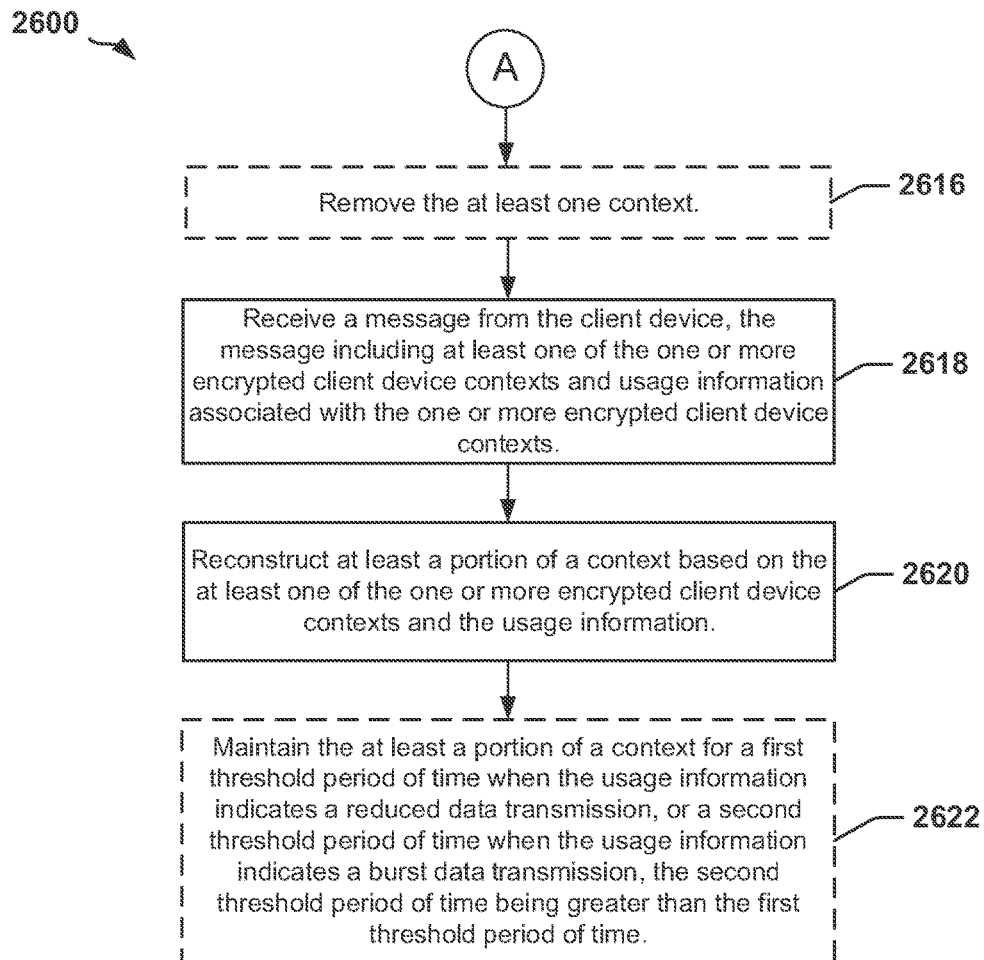 2600
A
Remove the at least one context.
2616
Receive a message from the client device, the
message including at least one of the one or more
encrypted client device contexts and usage information
associated with the one or more encrypted client device
contexts.
2618
Reconstruct at least a portion of a context based on the
at least one of the one or more encrypted client device
contexts and the usage information.
2620
Maintain the at least a portion of a context for a first
threshold period of time when the usage information
indicates a reduced data transmission, or a second
threshold period of time when the usage information
indicates a burst data transmission, the second
threshold period of time being greater than the first
threshold period of time.
2622